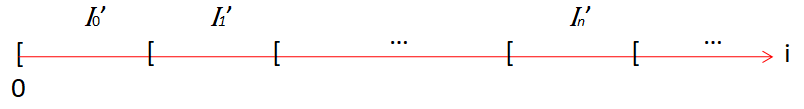 I₀’ I₁’ Iₙ’
[ [ [ ... [ [ ... i
0